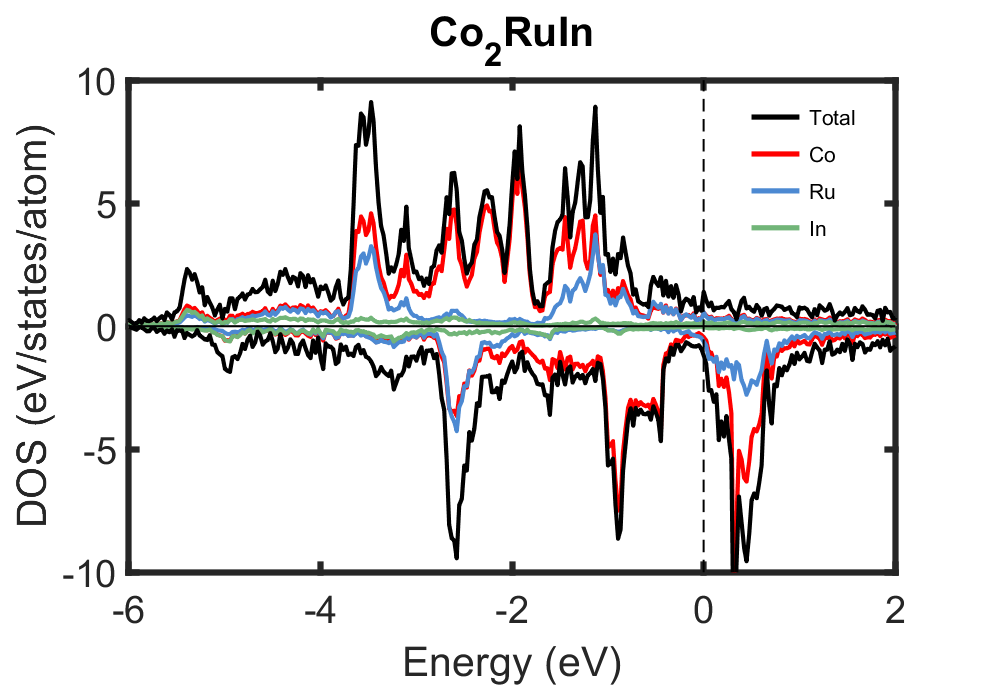 Co₂RuIn
10
5
0
-5
-10
DOS (eV/states/atom)
Total
Co
Ru
In
-6 -4 -2 0 2
Energy (eV)